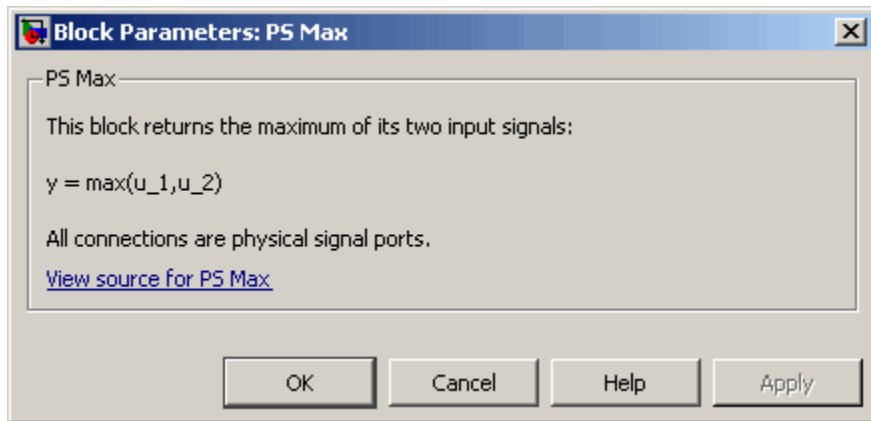 Block Parameters: PS Max
PS Max
This block returns the maximum of its two input signals:
y = max(u_1,u_2)
All connections are physical signal ports.
View source for PS Max
OK Cancel Help Apply